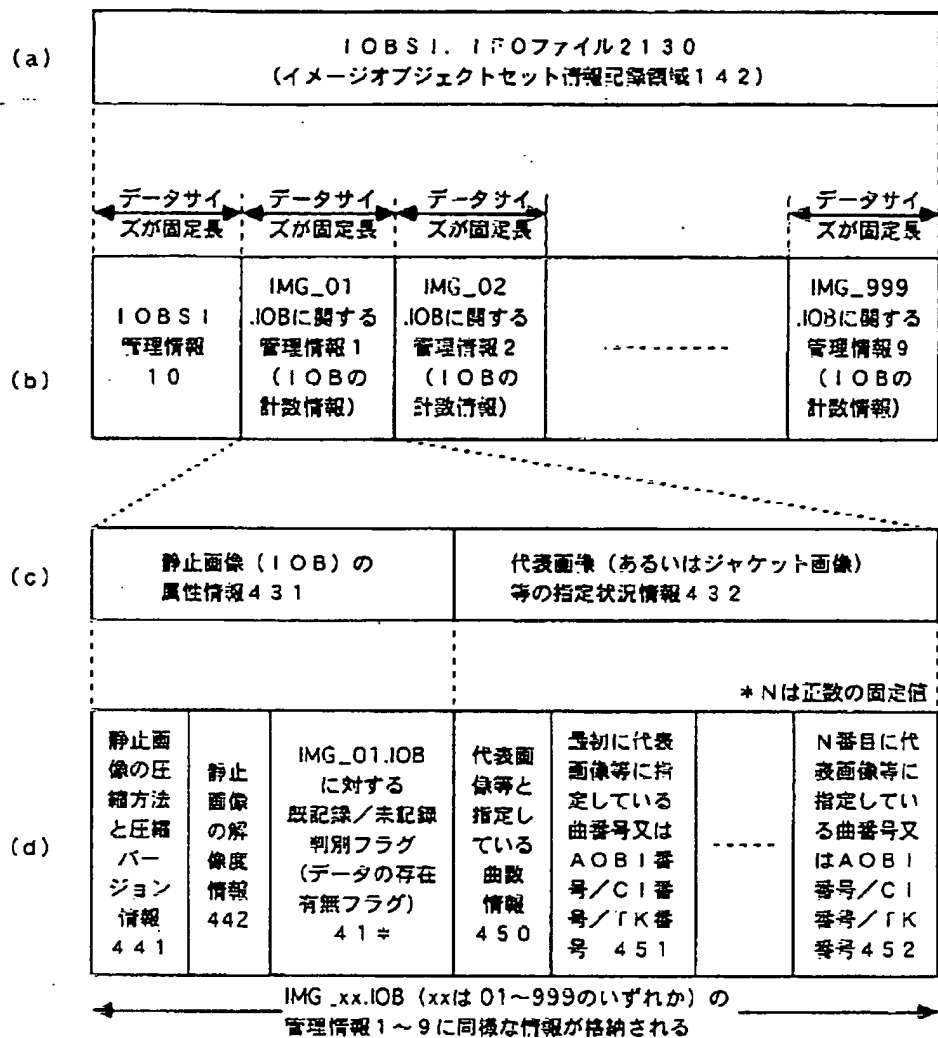 (a)
IOBSI. IFOファイル2130
(イメージオブジェクトセット情報記録領域142)
データサイ
ズが固定長
データサイ
ズが固定長
データサイ
ズが固定長
データサイ
ズが固定長
(b)
IOBSI
管理情報
10
IMG_01
.IOBに関する
管理情報1
(IOBの
計数情報)
IMG_02
.IOBに関する
管理情報2
(IOBの
計数情報)
IMG_999
.IOBに関する
管理情報9
(IOBの
計数情報)
(c)
静止画像(IOB)の
属性情報431
代表画像(あるいはジャケット画像)
等の指定状況情報432
*Nは正数の固定値
(d)
静止画
像の圧
縮方法
と圧縮
バー
ジョン
情報
441
静止
画像
の解
像度
情報
442
IMG_01.IOB
に対する
既記録/未記録
判別フラグ
(データの存在
有無フラグ)
41*
代表画
像等と
指定し
ている
曲数
情報
450
最初に代表
画像等に指
定している
曲番号又は
AOBI番
号/CI番
号/TK番
号 451
N番目に代
表画像等に
指定してい
る曲番号又
はAOBI
番号/CI
番号/TK
番号452
IMG_xx.IOB(xxは01~999のいずれか)の
管理情報1~9に同様な情報が格納される